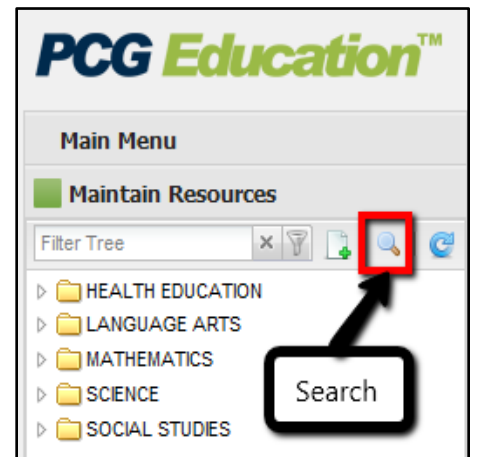 PCG Education™
Main Menu
Maintain Resources
Filter Tree
HEALTH EDUCATION
LANGUAGE ARTS
MATHEMATICS
SCIENCE
SOCIAL STUDIES
Search